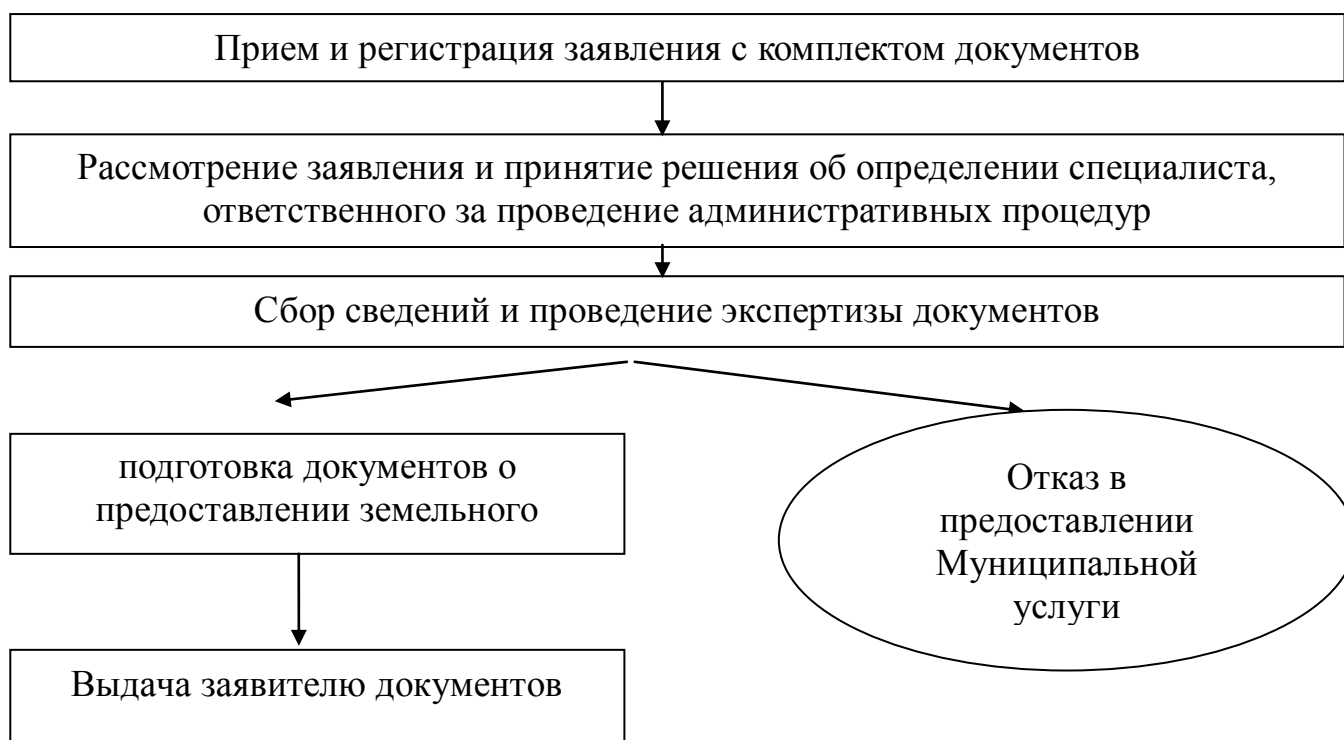 Прием и регистрация заявления с комплектом документов
Рассмотрение заявления и принятие решения об определении специалиста,
ответственного за проведение административных процедур
Сбор сведений и проведение экспертизы документов
подготовка документов о
предоставлении земельного
Отказ в
предоставлении
Муниципальной
услуги
Выдача заявителю документов